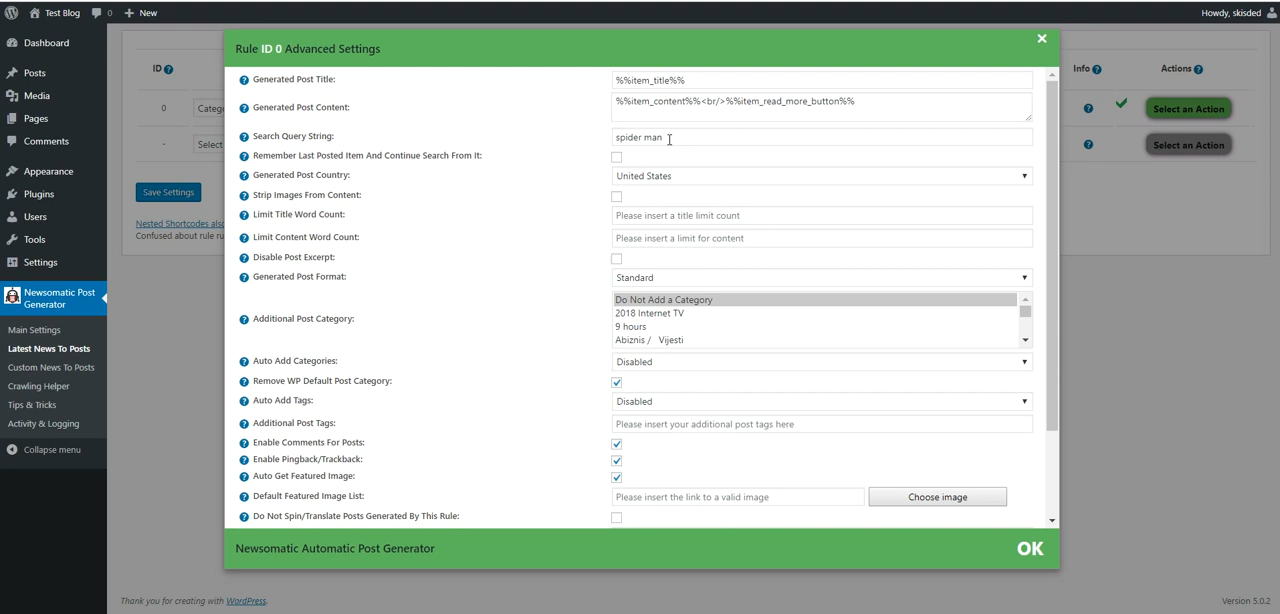 Test Blog
0
New
Howdy, skisded
Dashboard
Posts
Media
Pages
Comments
Appearance
Plugins
Users
Tools
Settings
Newsomatic Post
Generator
Main Settings
Latest News To Posts
Custom News To Posts
Crawling Helper
Tips & Tricks
Activity & Logging
Collapse menu
ID
0
Categ
-
Select
Save Settings
Nested Shortcodes also
Confused about rule ru
Info
Actions
Select an Action
Select an Action
Rule ID 0 Advanced Settings
Generated Post Title:
%%item_title%%
Generated Post Content:
%%item_content%%<br/>%%item_read_more_button%%
Search Query String:
spider man
Remember Last Posted Item And Continue Search From It:
Generated Post Country:
United States
Strip Images From Content:
Limit Title Word Count:
Please insert a title limit count
Limit Content Word Count:
Please insert a limit for content
Disable Post Excerpt:
Generated Post Format:
Standard
Additional Post Category:
Do Not Add a Category
2018 Internet TV
9 hours
Abiznis / Vijesti
Auto Add Categories:
Disabled
Remove WP Default Post Category:
Auto Add Tags:
Disabled
Additional Post Tags:
Please insert your additional post tags here
Enable Comments For Posts:
Enable Pingback/Trackback:
Auto Get Featured Image:
Default Featured Image List:
Please insert the link to a valid image
Choose image
Do Not Spin/Translate Posts Generated By This Rule:
Newsomatic Automatic Post Generator
OK
Thank you for creating with WordPress.
Version 5.0.2